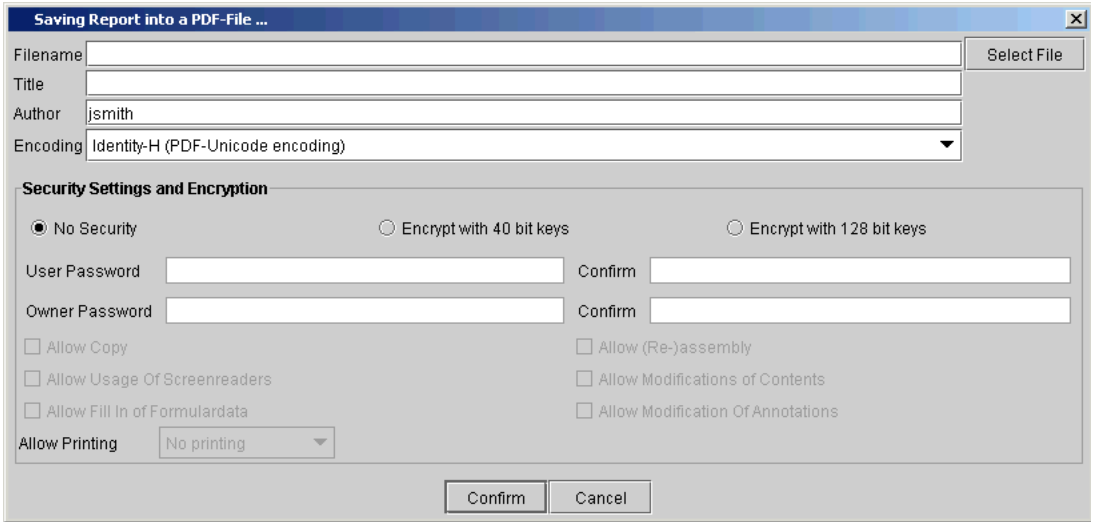 Saving Report into a PDF-File ...
Filename Select File
Title
Author jsmith
Encoding Identity-H (PDF-Unicode encoding)
Security Settings and Encryption
No Security Encrypt with 40 bit keys Encrypt with 128 bit keys
User Password Confirm
Owner Password Confirm
Allow Copy Allow (Re-)assembly
Allow Usage Of Screenreaders Allow Modifications of Contents
Allow Fill In of Formulardata Allow Modification Of Annotations
Allow Printing No printing
Confirm Cancel